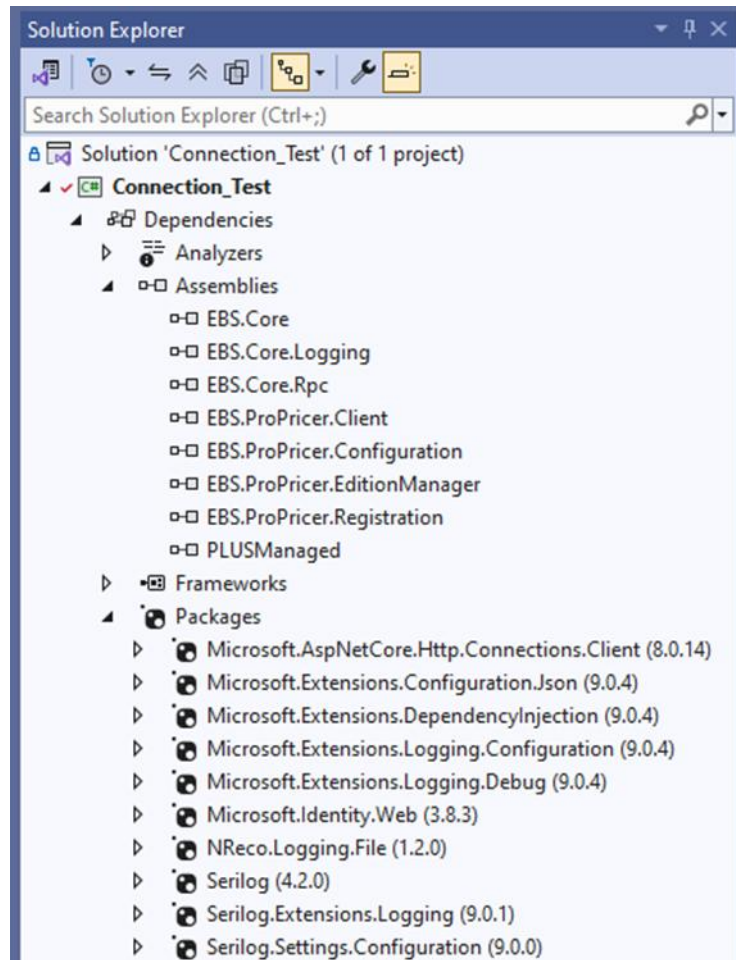 Solution Explorer
Search Solution Explorer (Ctrl+;)
Solution 'Connection_Test' (1 of 1 project)
C# Connection_Test
Dependencies
Analyzers
Assemblies
EBS.Core
EBS.Core.Logging
EBS.Core.Rpc
EBS.ProPricer.Client
EBS.ProPricer.Configuration
EBS.ProPricer.EditionManager
EBS.ProPricer.Registration
PLUSManaged
Frameworks
Packages
Microsoft.AspNetCore.Http.Connections.Client (8.0.14)
Microsoft.Extensions.Configuration.Json (9.0.4)
Microsoft.Extensions.DependencyInjection (9.0.4)
Microsoft.Extensions.Logging.Configuration (9.0.4)
Microsoft.Extensions.Logging.Debug (9.0.4)
Microsoft.Identity.Web (3.8.3)
NReco.Logging.File (1.2.0)
Serilog (4.2.0)
Serilog.Extensions.Logging (9.0.1)
Serilog.Settings.Configuration (9.0.0)